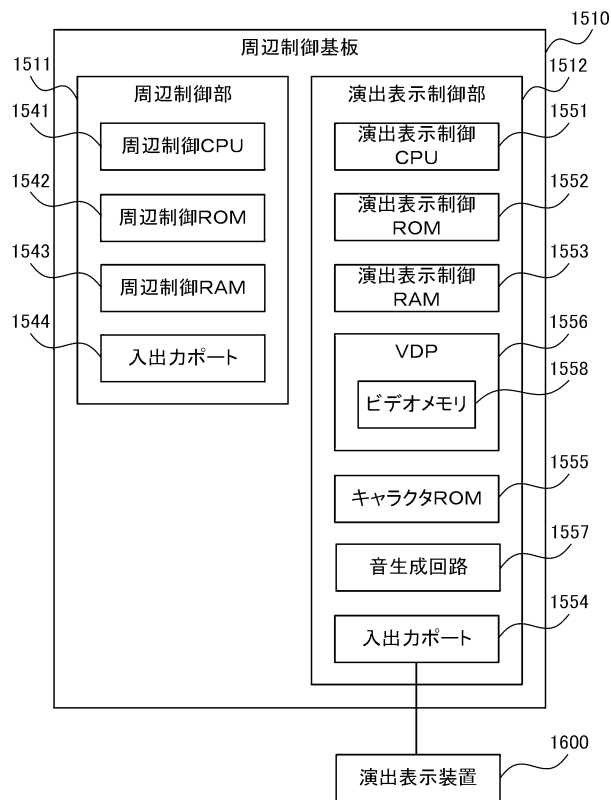 1510
周辺制御基板
1511
周辺制御部
1541
周辺制御CPU
1542
周辺制御ROM
1543
周辺制御RAM
1544
入出力ポート
1512
演出表示制御部
1551
演出表示制御
CPU
1552
演出表示制御
ROM
1553
演出表示制御
RAM
1556
VDP
1558
ビデオメモリ
1555
キャラクタROM
1557
音生成回路
1554
入出力ポート
1600
演出表示装置